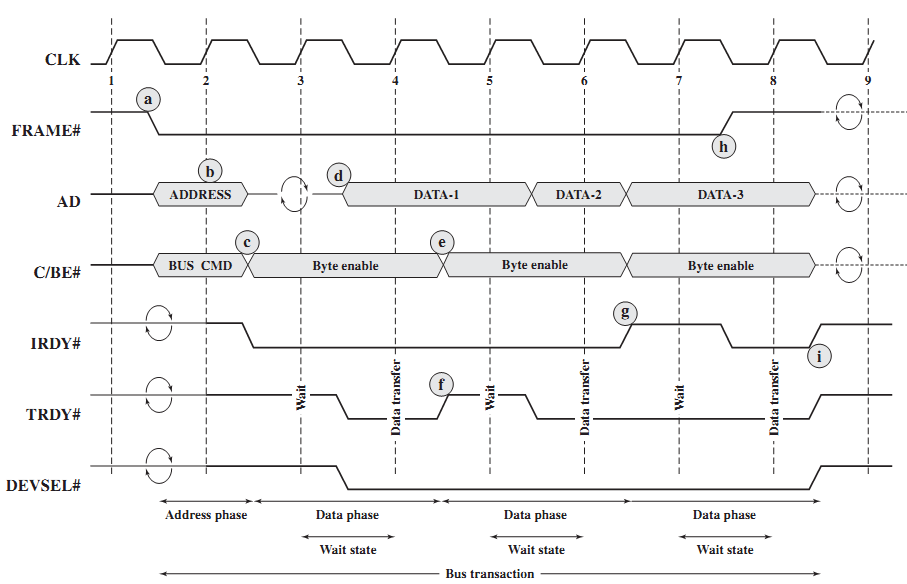 CLK
1 2 3 4 5 6 7 8 9
a
FRAME#
h
b
d
AD
ADDRESS DATA-1 DATA-2 DATA-3
c
e
C/BE#
BUS CMD Byte enable Byte enable Byte enable
g
IRDY#
i
f
TRDY#
Wait
Data transfer
Wait
Data transfer
Wait
Data transfer
DEVSEL#
Address phase Data phase Data phase Data phase
Wait state Wait state Wait state
Bus transaction